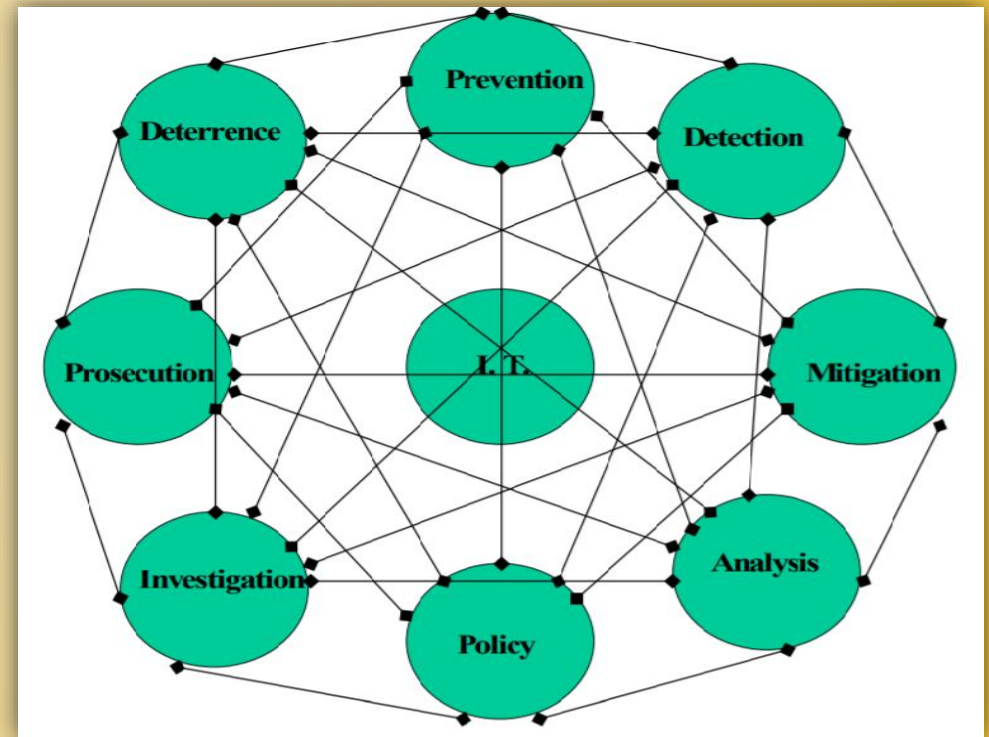 Prevention
Deterrence
Detection
Prosecution
I. T.
Mitigation
Investigation
Analysis
Policy